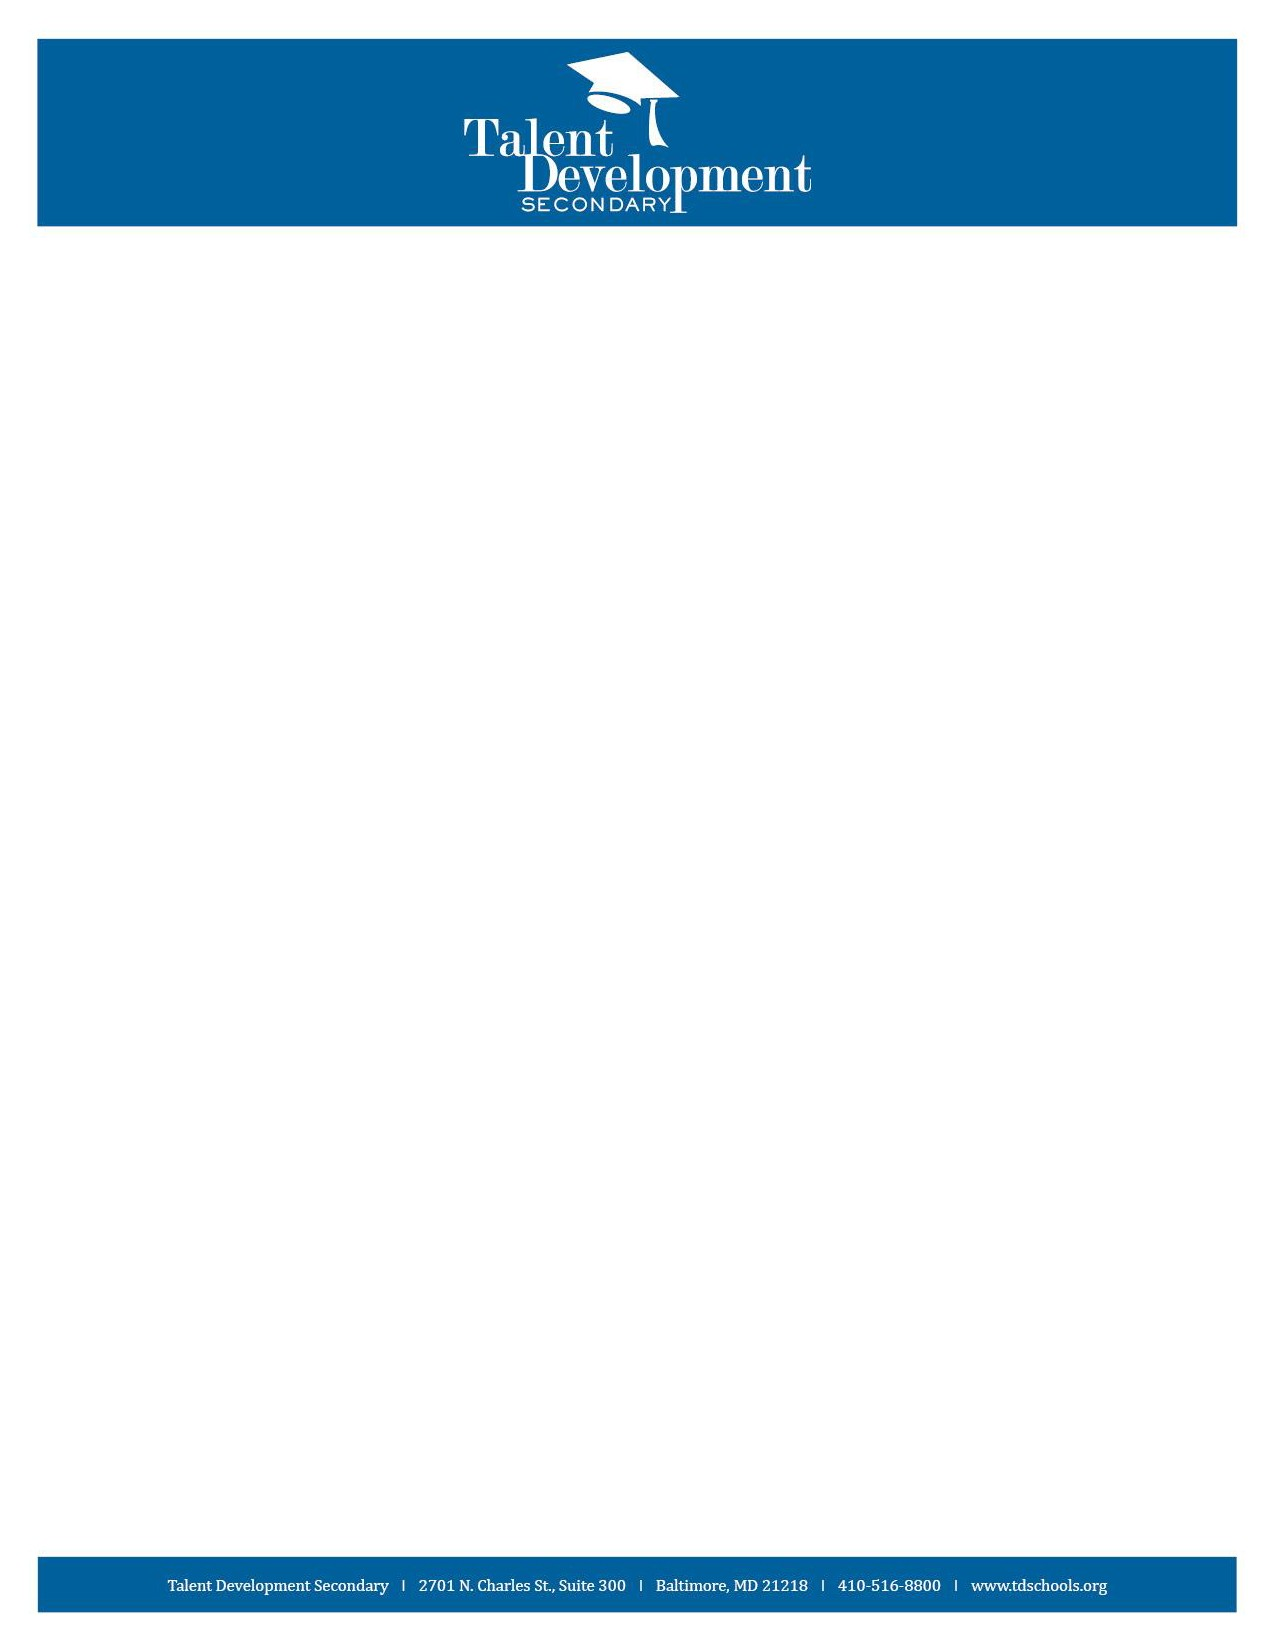 Talent
Development
SECONDARY
Talent Development Secondary | 2701 N. Charles St., Suite 300 | Baltimore, MD 21218 | 410-516-8800 | www.tdschools.org